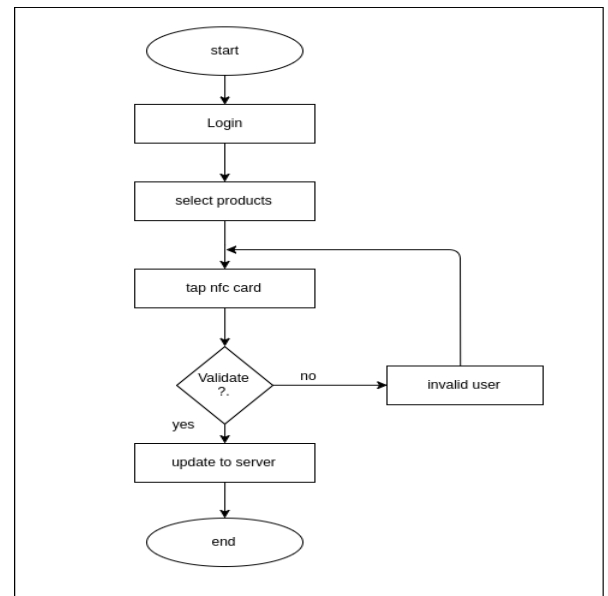 start
Login
select products
tap nfc card
Validate
?.
no
invalid user
yes
update to server
end